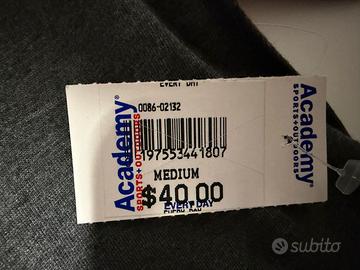 EVERY DAY
0086-02132
197553441807
MEDIUM
$40.00
EVERY DAY
Academy
SPORTS+OUTDOORS
Academy
SPORTS+OUTDOORS
subito